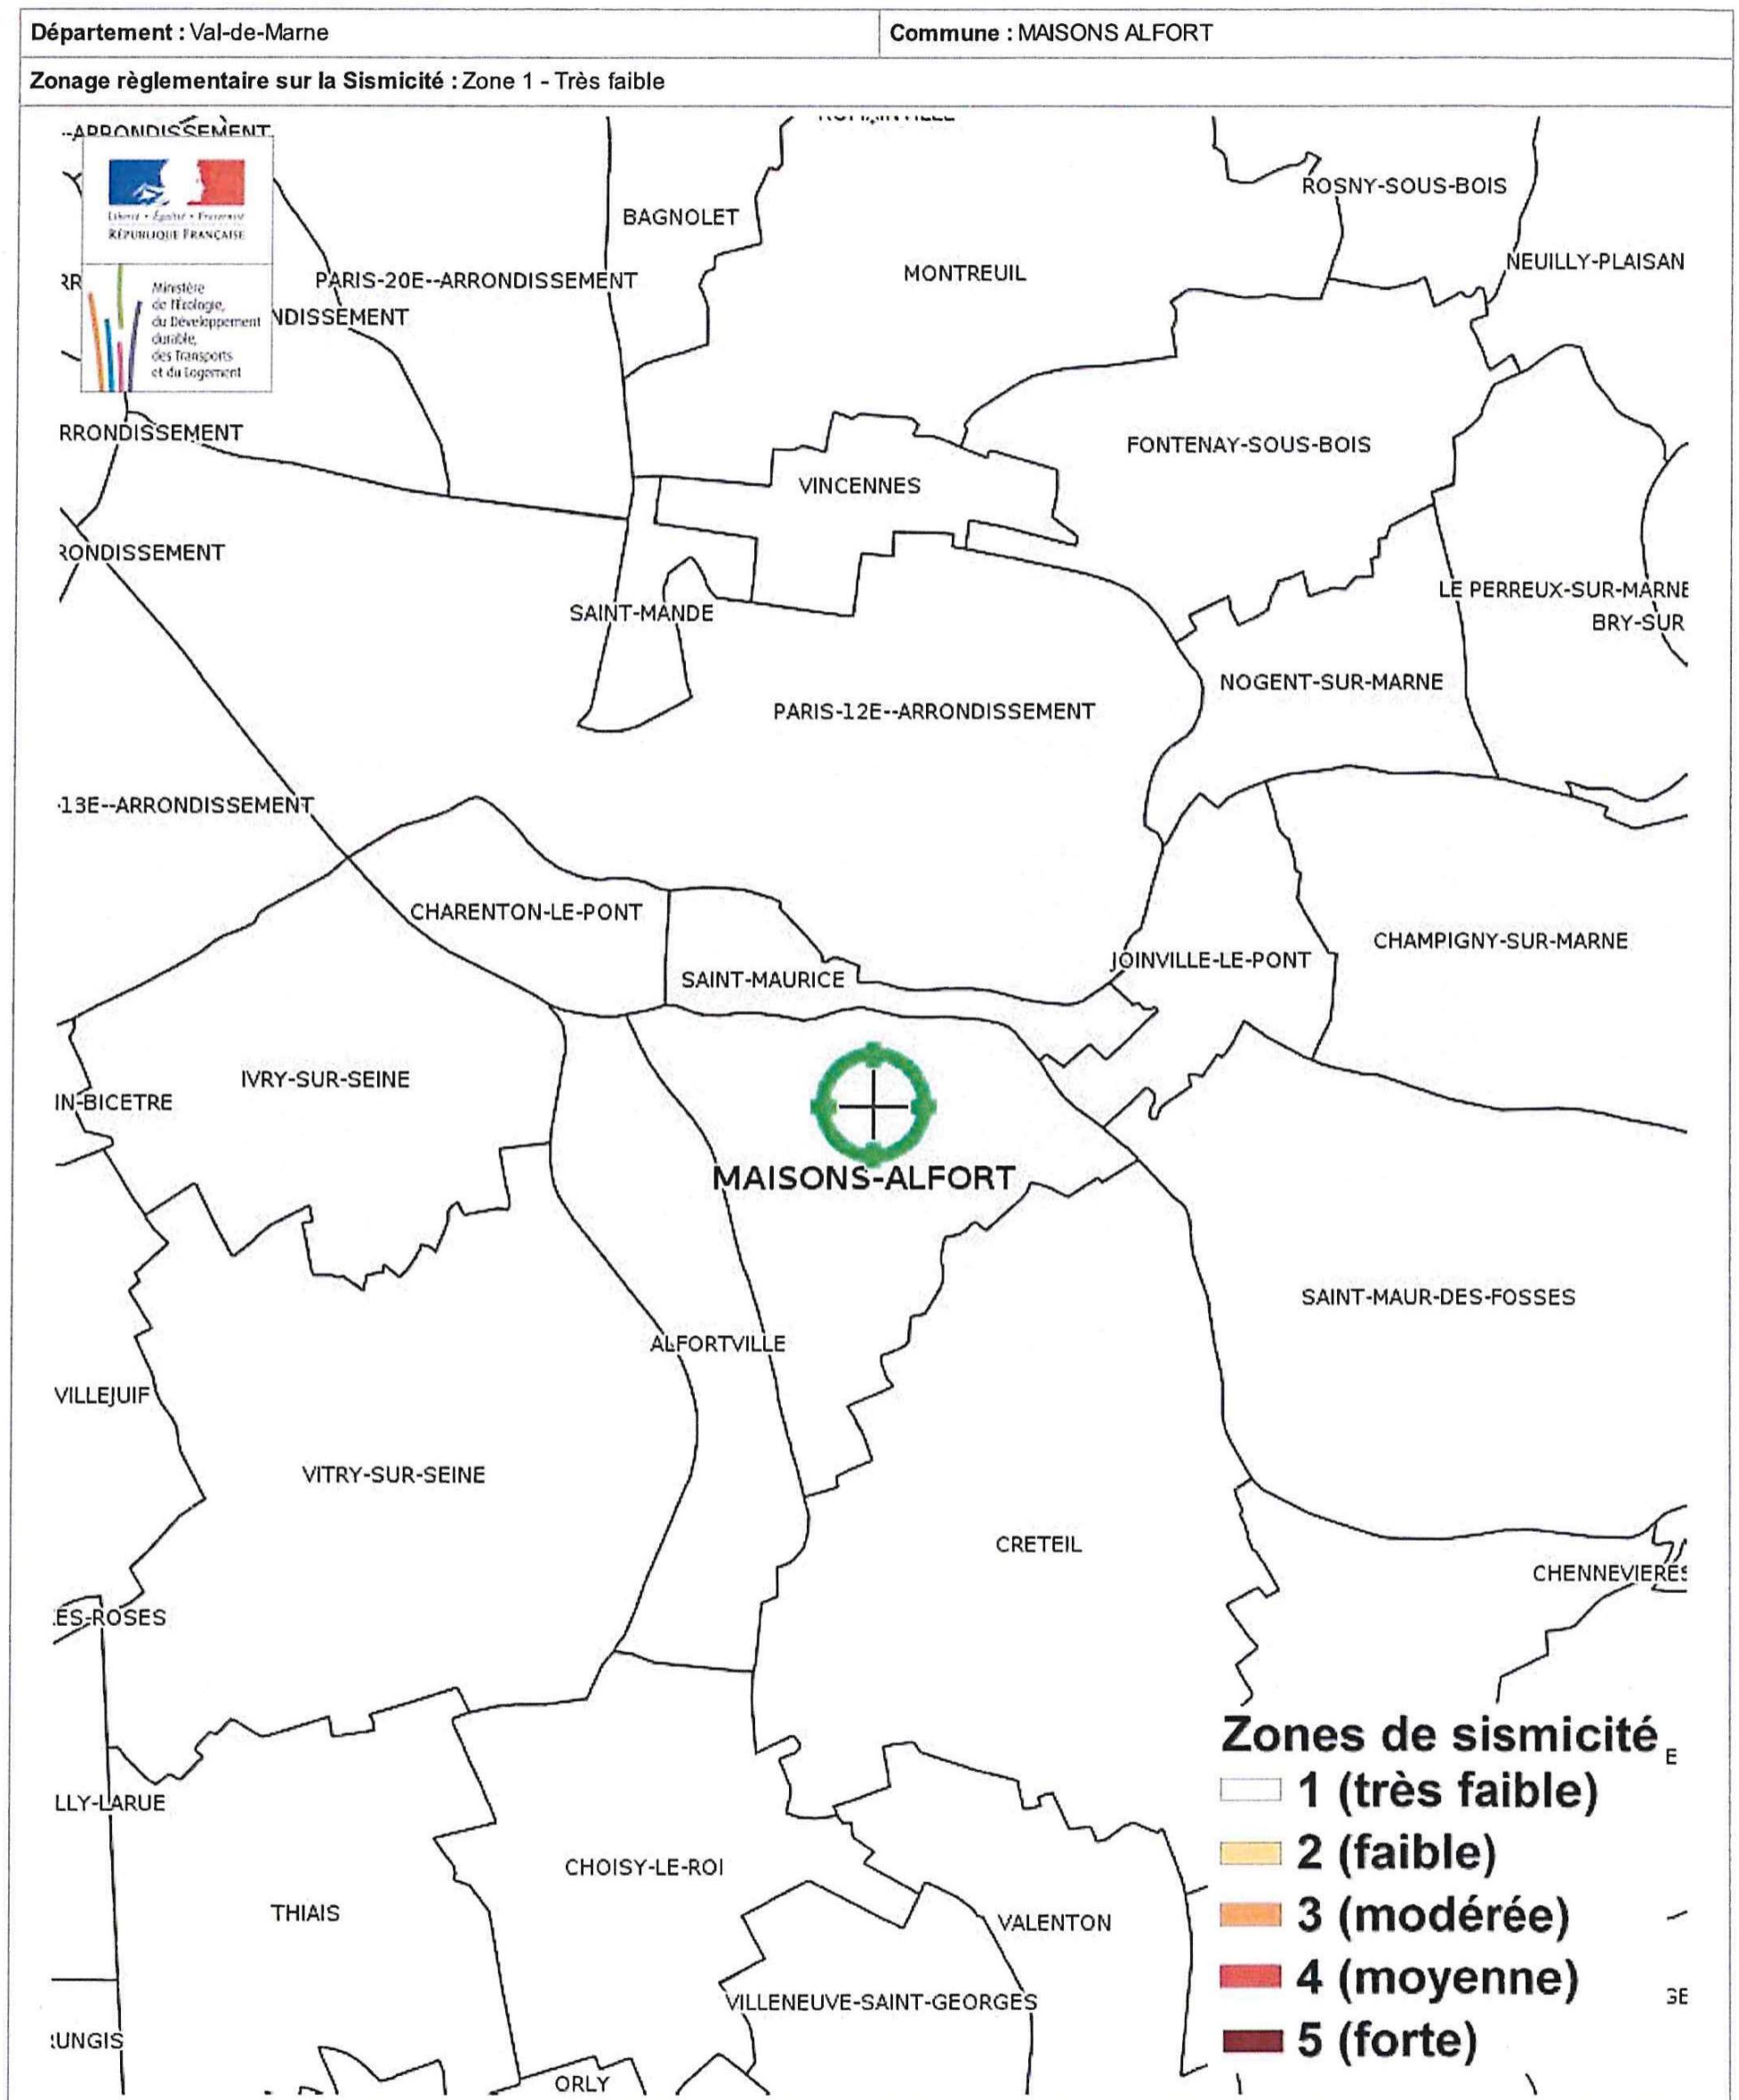 Département : Val-de-Marne
Commune : MAISONS ALFORT
Zonage règlementaire sur la Sismicité : Zone 1 - Très faible
--ARRONDISSEMENT
Liberté • Égalité • Fraternité
RÉPUBLIQUE FRANÇAISE
Ministère
de l'Écologie,
du Développement
durable,
des Transports
et du Logement
BAGNOLET
ROSNY-SOUS-BOIS
NEUILLY-PLAISAN
MONTREUIL
PARIS-20E--ARRONDISSEMENT
NDISSEMENT
RRONDISSEMENT
FONTENAY-SOUS-BOIS
VINCENNES
RONDISSEMENT
LE PERREUX-SUR-MARNE
SAINT-MANDE
BRY-SUR
NOGENT-SUR-MARNE
PARIS-12E--ARRONDISSEMENT
-13E--ARRONDISSEMENT
CHARENTON-LE-PONT
CHAMPIGNY-SUR-MARNE
JOINVILLE-LE-PONT
SAINT-MAURICE
IVRY-SUR-SEINE
IN-BICETRE
MAISONS-ALFORT
SAINT-MAUR-DES-FOSSES
ALFORTVILLE
VILLEJUIF
VITRY-SUR-SEINE
CRETEIL
CHENNEVIERES
ES-ROSES
LLY-LARUE
CHOISY-LE-ROI
THIAIS
VALENTON
VILLENEUVE-SAINT-GEORGES
UNGIS
ORLY
Zones de sismicité
E
1 (très faible)
2 (faible)
3 (modérée)
4 (moyenne)
GE
5 (forte)